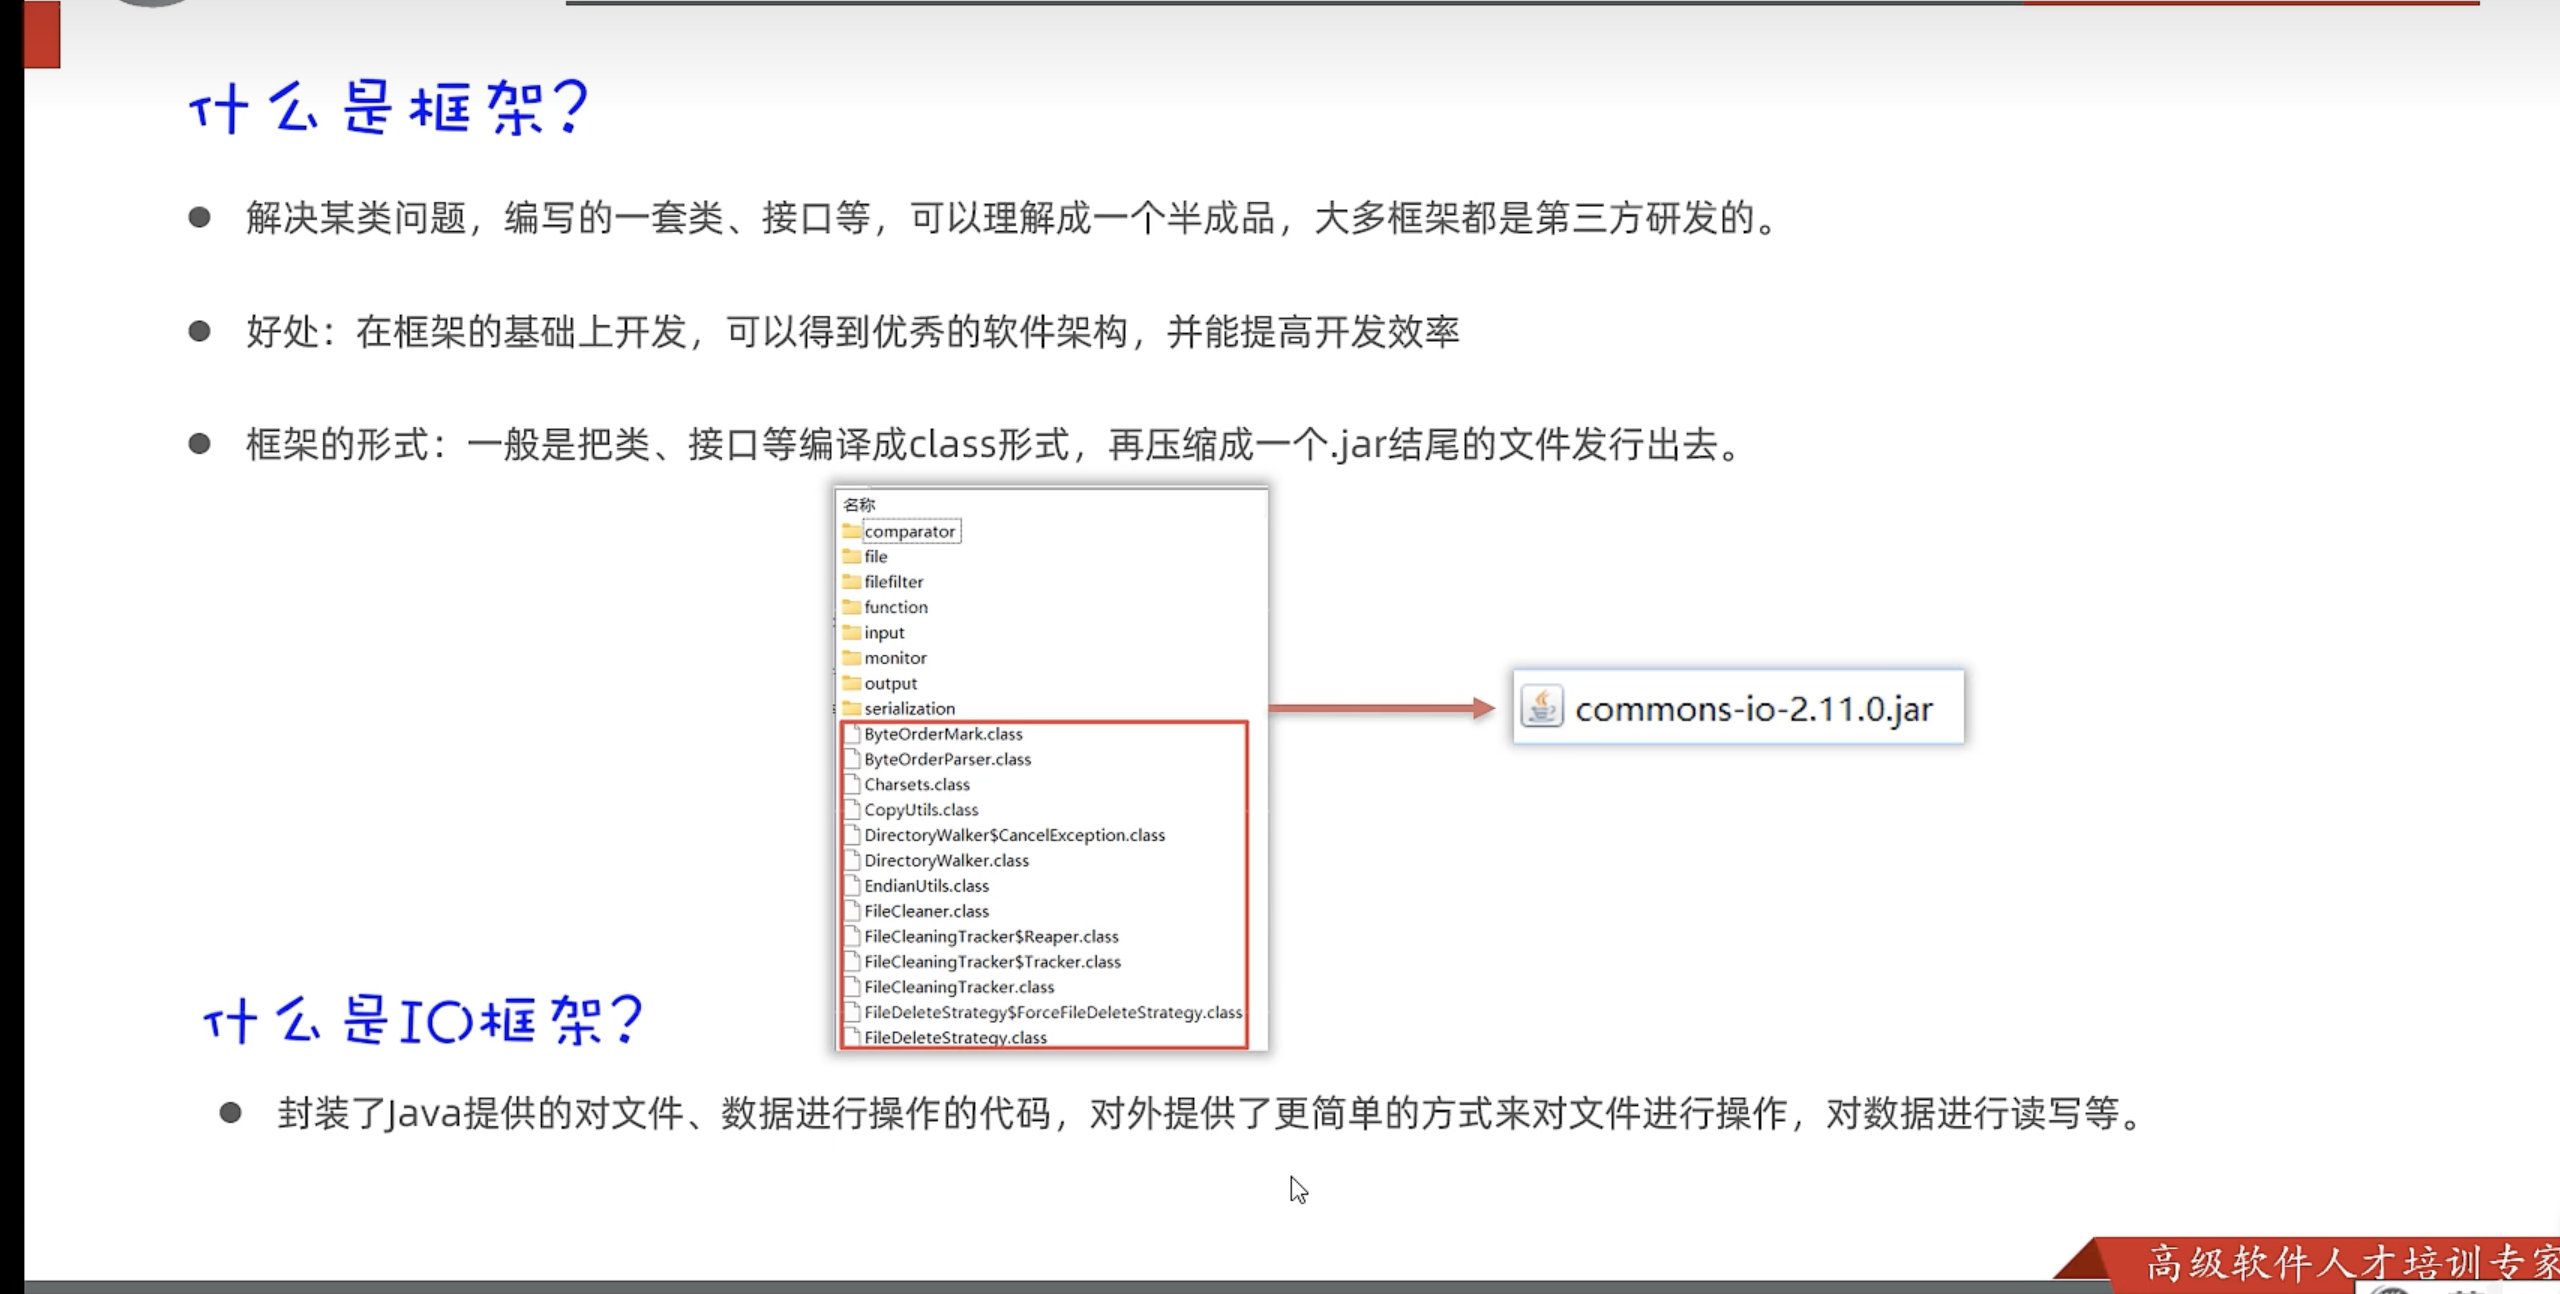 什么是框架?
解决某类问题，编写的一套类、接口等，可以理解成一个半成品，大多框架都是第三方研发的。
好处：在框架的基础上开发，可以得到优秀的软件架构，并能提高开发效率
框架的形式：一般是把类、接口等编译成class形式，再压缩成一个.jar结尾的文件发行出去。
名称
comparator
file
filefilter
function
input
monitor
output
serialization
ByteOrderMark.class
ByteOrderParser.class
Charsets.class
CopyUtils.class
DirectoryWalker$CancelException.class
DirectoryWalker.class
EndianUtils.class
FileCleaner.class
FileCleaningTracker$Reaper.class
FileCleaningTracker$Tracker.class
FileCleaningTracker.class
FileDeleteStrategy$ForceFileDeleteStrategy.class
FileDeleteStrategy.class
commons-io-2.11.0.jar
什么是IO框架?
封装了Java提供的对文件、数据进行操作的代码，对外提供了更简单的方式来对文件进行操作，对数据进行读写等。
高级软件人才培训专家